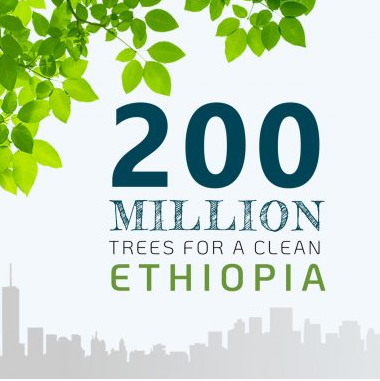 200
MILLION
TREES FOR A CLEAN
ETHIOPIA